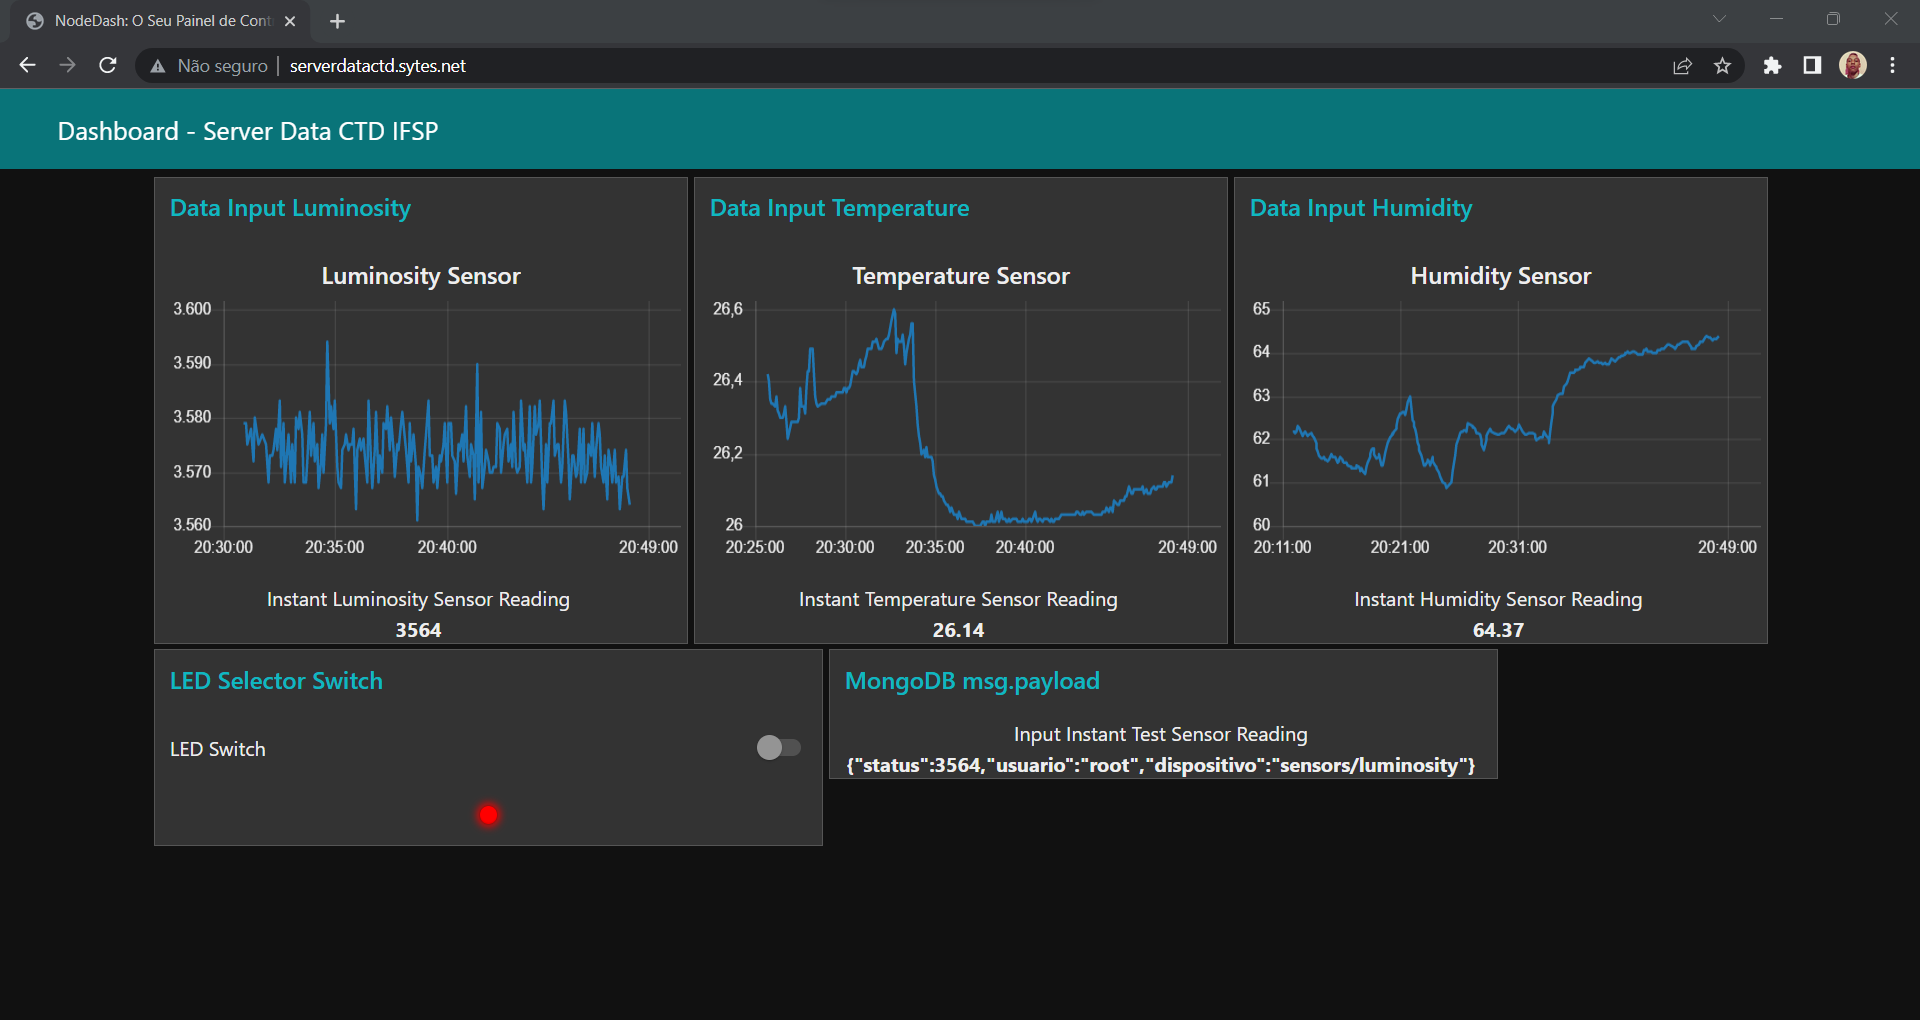 NodeDash: O Seu Painel de Cont
Não seguro
serverdatactd.sytes.net
Dashboard - Server Data CTD IFSP
Data Input Luminosity
Luminosity Sensor
3.600
3.590
3.580
3.570
3.560
20:30:00 20:35:00 20:40:00 20:49:00
Instant Luminosity Sensor Reading
3564
Data Input Temperature
Temperature Sensor
26,6
26,4
26,2
26
20:25:00 20:30:00 20:35:00 20:40:00 20:49:00
Instant Temperature Sensor Reading
26.14
Data Input Humidity
Humidity Sensor
65
64
63
62
61
60
20:11:00 20:21:00 20:31:00 20:49:00
Instant Humidity Sensor Reading
64.37
LED Selector Switch
LED Switch
MongoDB msg.payload
Input Instant Test Sensor Reading
{"status":3564,"usuario":"root","dispositivo":"sensors/luminosity"}